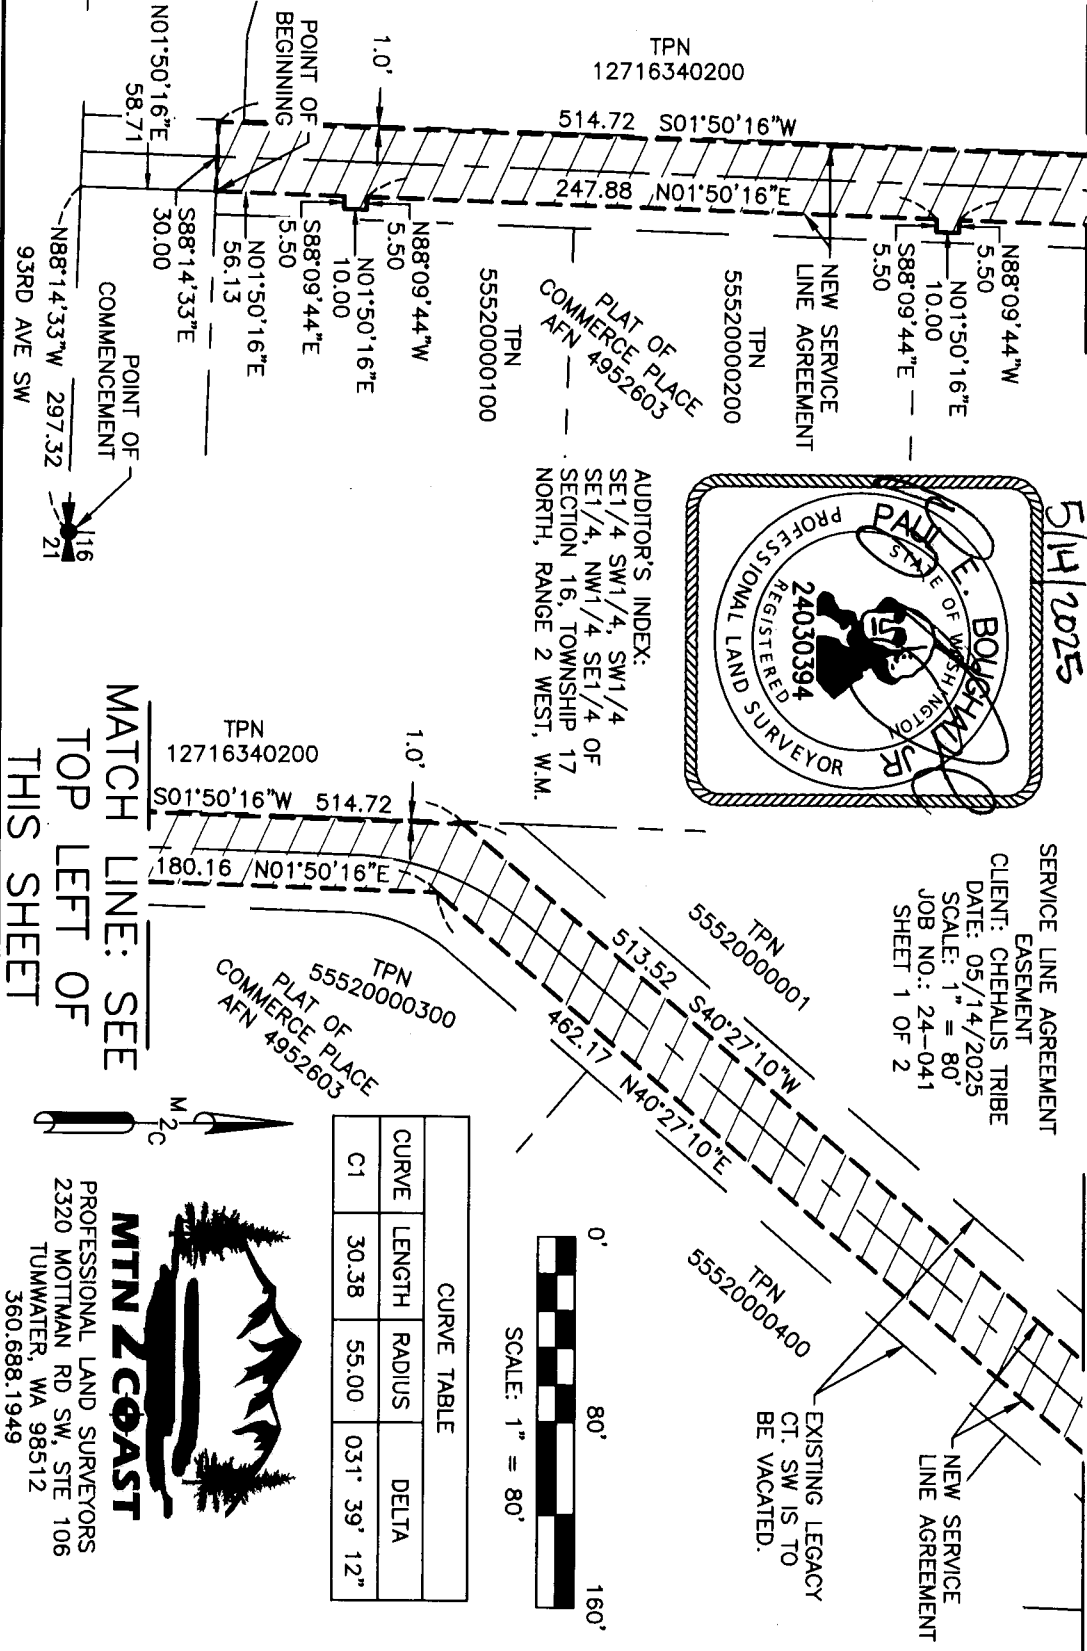 TPN
12716340200
1.0'
514.72 S01°50'16"W
247.88 N01°50'16"E
POINT OF
BEGINNING
N01°50'16"E
58.71
S88°14'33"E
30.00
N01°50'16"E
56.13
S88°09'44"E
5.50
N01°50'16"E
10.00
N88°09'44"W
5.50
S88°09'44"E
5.50
N01°50'16"E
10.00
N88°09'44"W
5.50
NEW SERVICE
LINE AGREEMENT
TPN
55520000200
PLAT OF
COMMERCE PLACE
AFN 4952603
TPN
55520000100
POINT OF
COMMENCEMENT
N88°14'33"W 297.32
93RD AVE SW
16
21
5/14/2025
PAUL E. BOUGHAL JR
STATE OF WASHINGTON
24030394
REGISTERED
PROFESSIONAL LAND SURVEYOR
AUDITOR'S INDEX:
SE1/4 SW1/4, SW1/4
SE1/4, NW1/4 SE1/4 OF
SECTION 16, TOWNSHIP 17
NORTH, RANGE 2 WEST, W.M.
SERVICE LINE AGREEMENT
EASEMENT
CLIENT: CHEHALIS TRIBE
DATE: 05/14/2025
SCALE: 1" = 80'
JOB NO.: 24-041
SHEET 1 OF 2
TPN
12716340200
1.0'
S01°50'16"W 514.72
180.16 N01°50'16"E
MATCH LINE: SEE
TOP LEFT OF
THIS SHEET
TPN
55520000001
513.52 S40°27'10"W
462.17 N40°27'10"E
TPN
55520000300
PLAT OF
COMMERCE PLACE
AFN 4952603
TPN
55520000400
EXISTING LEGACY
CT. SW IS TO
BE VACATED.
NEW SERVICE
LINE AGREEMENT
0' 80' 160'
SCALE: 1" = 80'
CURVE TABLE
CURVE LENGTH RADIUS DELTA
C1 30.38 55.00 031° 39' 12"
M2C
MTN 2 COAST
PROFESSIONAL LAND SURVEYORS
2320 MOTTMAN RD SW, STE 106
TUMWATER, WA 98512
360.688.1949